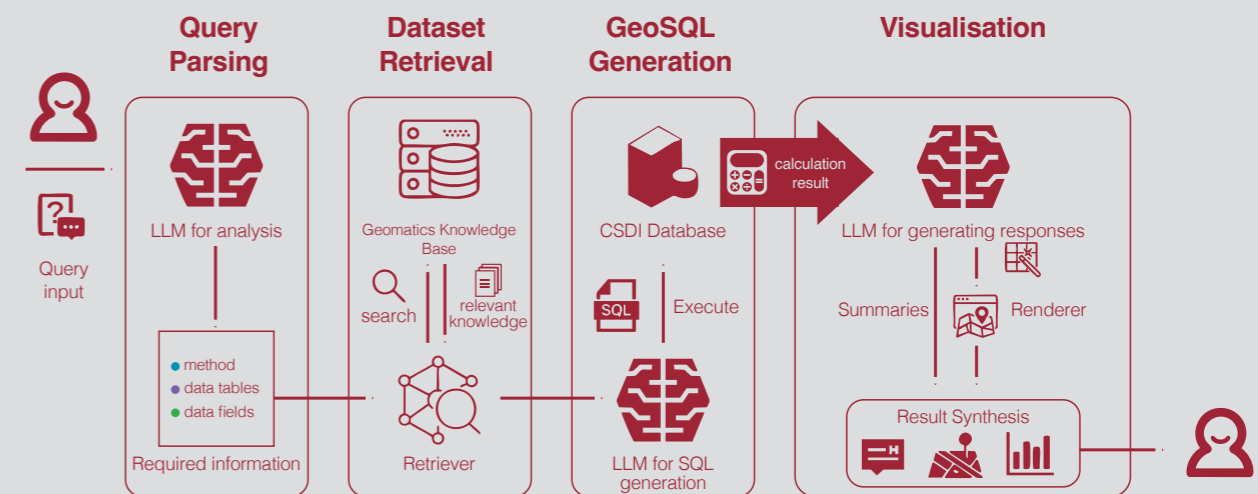 Query
Parsing
Dataset
Retrieval
GeoSQL
Generation
Visualisation
?
Query
input
LLM for analysis
method
data tables
data fields
Required information
Geomatics Knowledge
Base
search
relevant
knowledge
Retriever
CSDI Database
SQL
Execute
LLM for SQL
generation
calculation
result
LLM for generating responses
Summaries
Renderer
Result Synthesis